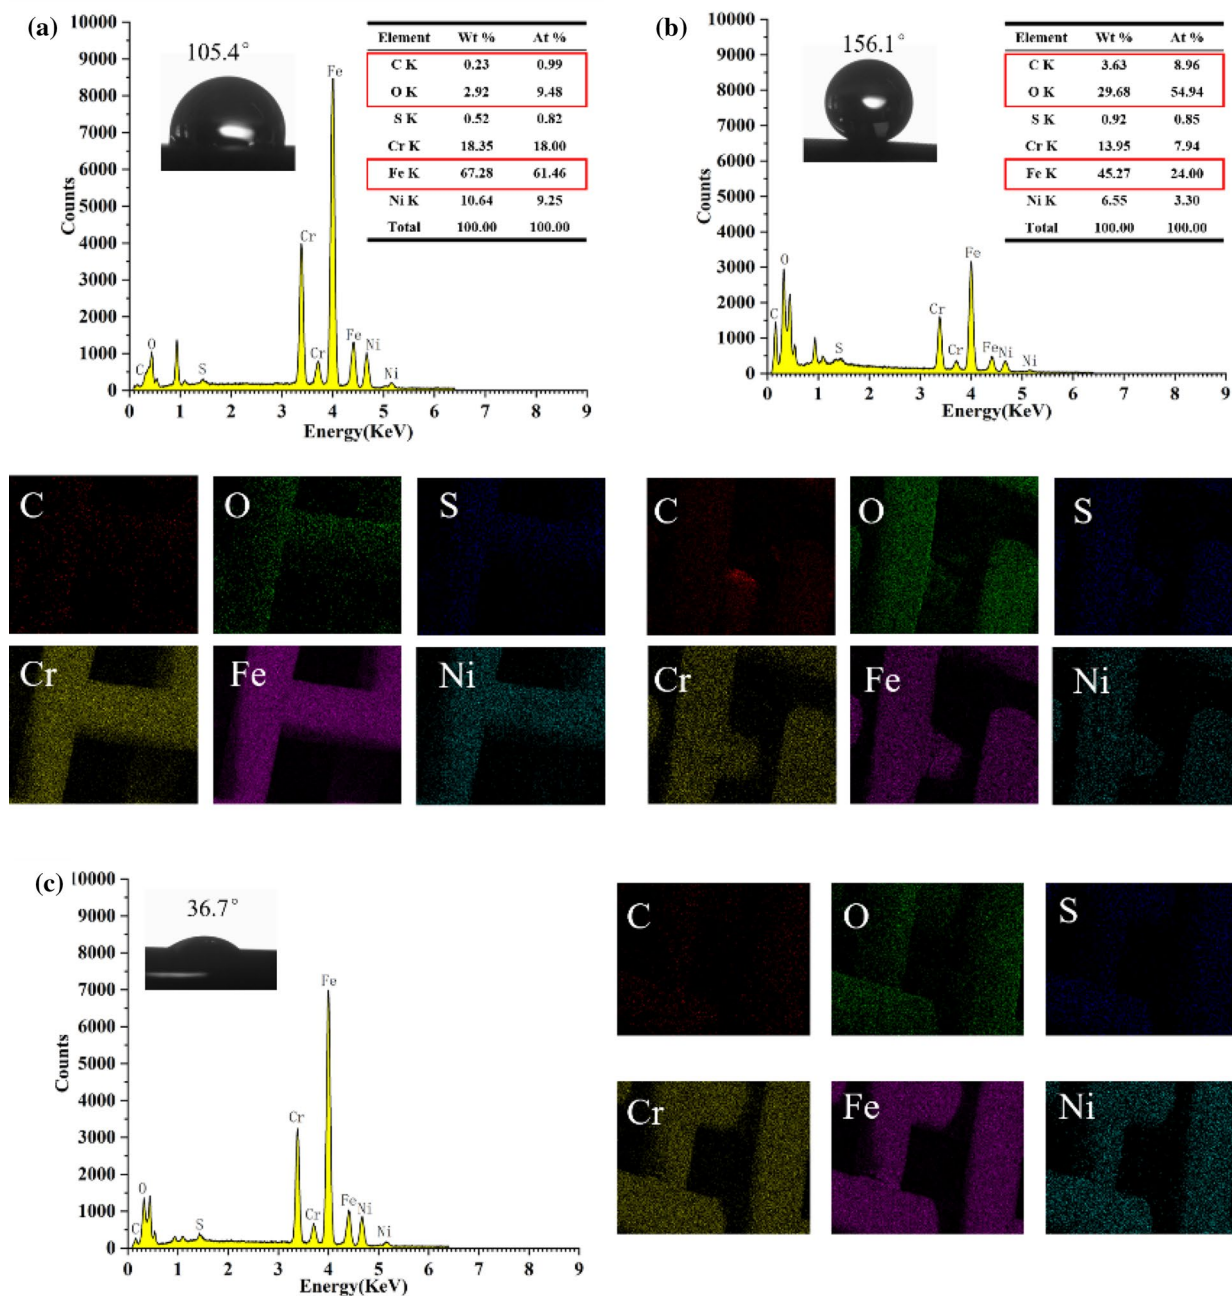 (a)
105.4°
Element Wt % At %
C K 0.23 0.99
O K 2.92 9.48
S K 0.52 0.82
Cr K 18.35 18.00
Fe K 67.28 61.46
Ni K 10.64 9.25
Total 100.00 100.00
10000
9000
8000
7000
6000
5000
4000
3000
2000
1000
0
Counts
C O S Cr Cr Fe Fe Ni Ni
0 1 2 3 4 5 6 7 8 9
Energy(KeV)
(b)
156.1°
Element Wt % At %
C K 3.63 8.96
O K 29.68 54.94
S K 0.92 0.85
Cr K 13.95 7.94
Fe K 45.27 24.00
Ni K 6.55 3.30
Total 100.00 100.00
10000
9000
8000
7000
6000
5000
4000
3000
2000
1000
0
Counts
C O S Cr Cr Fe Fe Ni Ni
0 1 2 3 4 5 6 7 8 9
Energy(KeV)
C O S
Cr Fe Ni
C O S
Cr Fe Ni
(c)
36.7°
10000
9000
8000
7000
6000
5000
4000
3000
2000
1000
0
Counts
C O S Cr Cr Fe Fe Ni Ni
0 1 2 3 4 5 6 7 8 9
Energy(KeV)
C O S
Cr Fe Ni